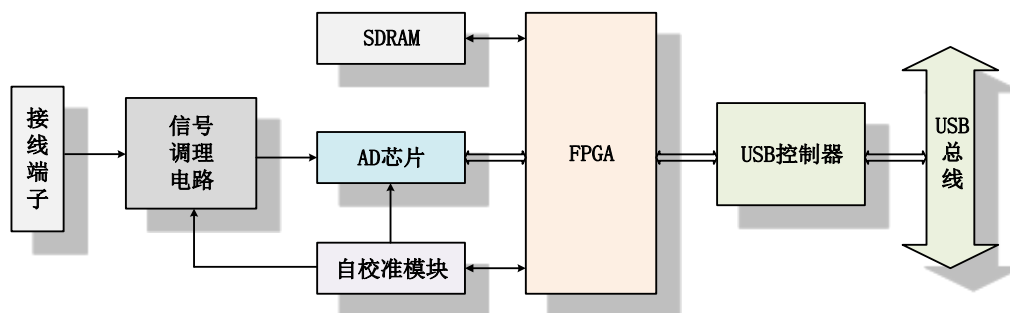 SDRAM
接
线
端
子
信号
调理
电路
AD芯片
自校准模块
FPGA
USB控制器
USB
总
线